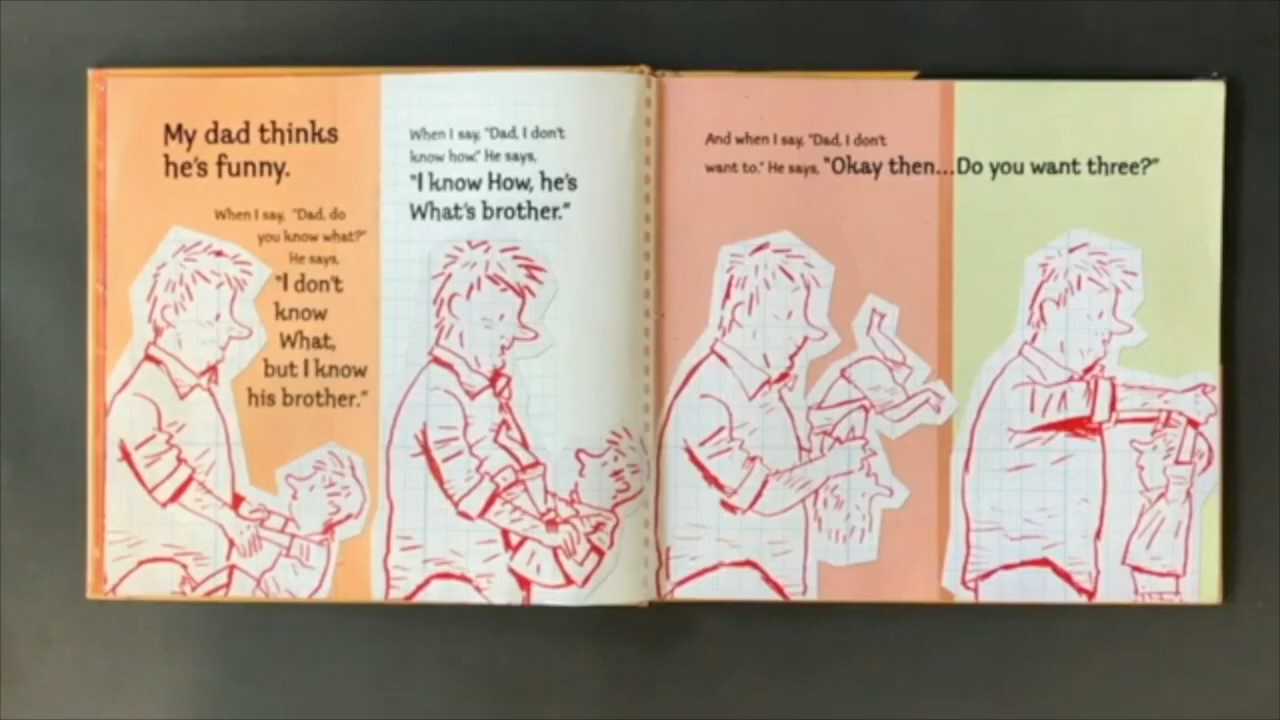 My dad thinks
he's funny.
When I say, "Dad, do
you know what?"
He says,
"I don't
know
What,
but I know
his brother."
When I say, "Dad, I don't
know how." He says,
"I know How, he's
What's brother."
And when I say, "Dad, I don't
want to." He says, "Okay then...Do you want three?"